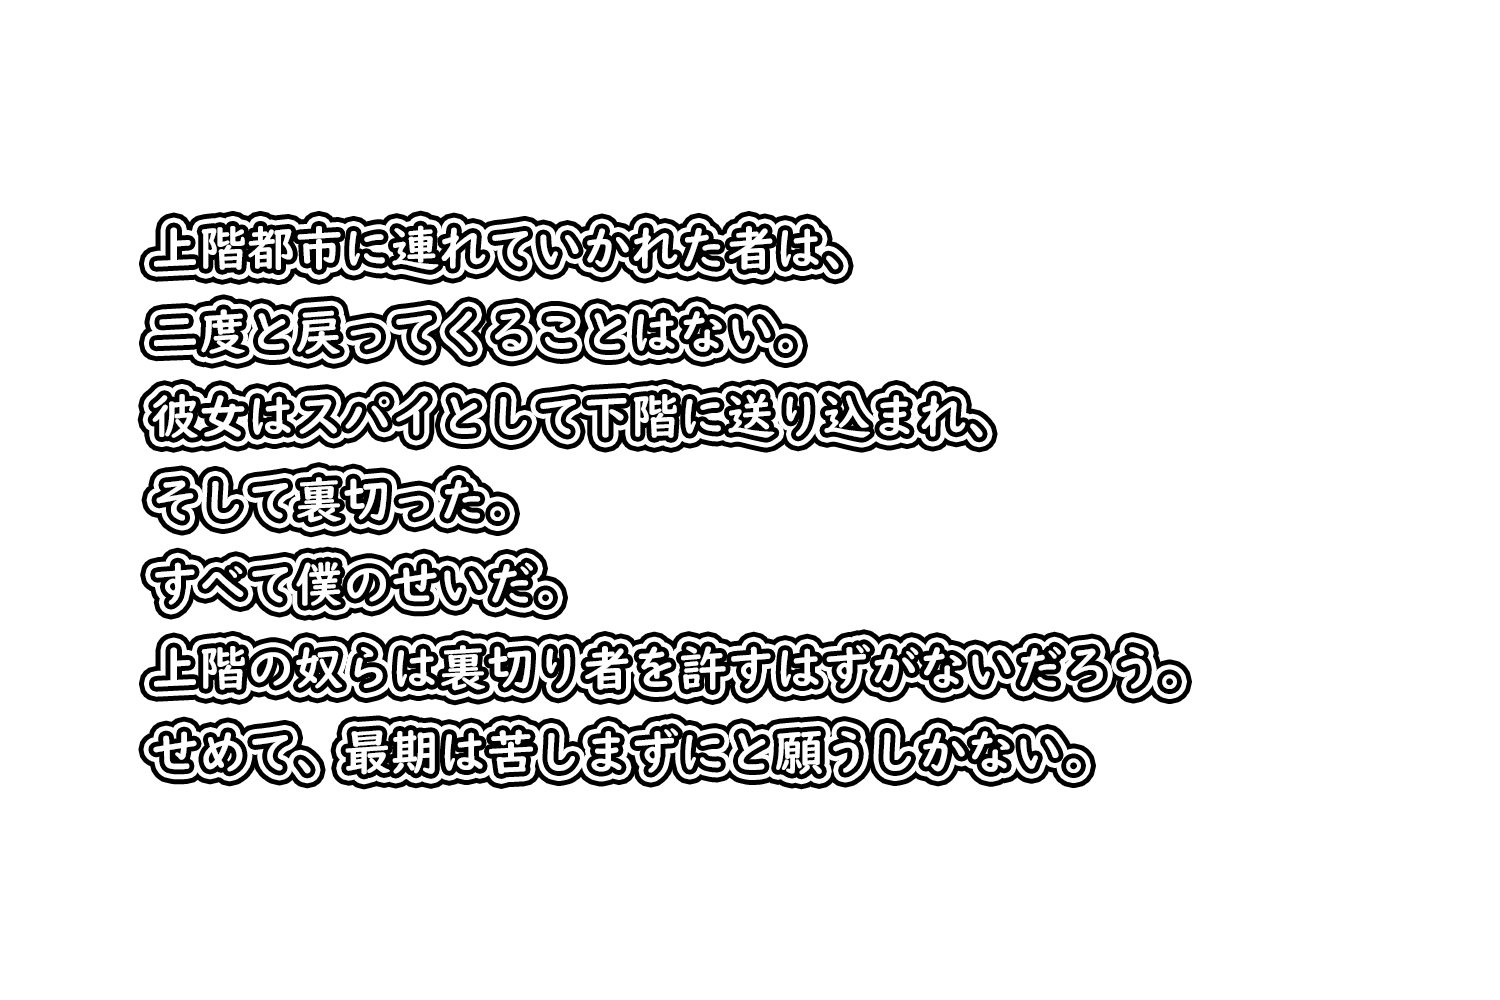 上階都市に連れていかれた者は、
二度と戻ってくることはない。
彼女はスパイとして下階に送り込まれ、
そして裏切った。
すべて僕のせいだ。
上階の奴らは裏切り者を許すはずがないだろう。
せめて、最期は苦しまずにと願うしかない。